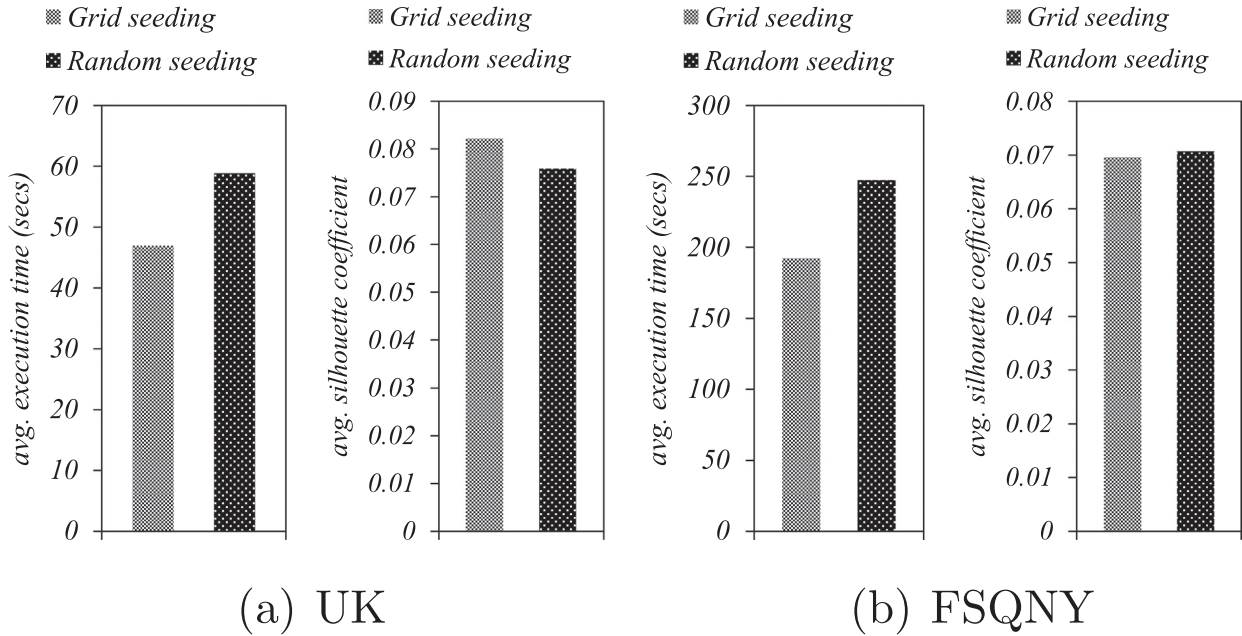 Grid seeding
Random seeding
70
60
50
40
30
20
10
0
avg. execution time (secs)
Grid seeding
Random seeding
0.09
0.08
0.07
0.06
0.05
0.04
0.03
0.02
0.01
0
avg. silhouette coefficient
(a) UK
Grid seeding
Random seeding
300
250
200
150
100
50
0
avg. execution time (secs)
Grid seeding
Random seeding
0.08
0.07
0.06
0.05
0.04
0.03
0.02
0.01
0
avg. silhouette coefficient
(b) FSQNY